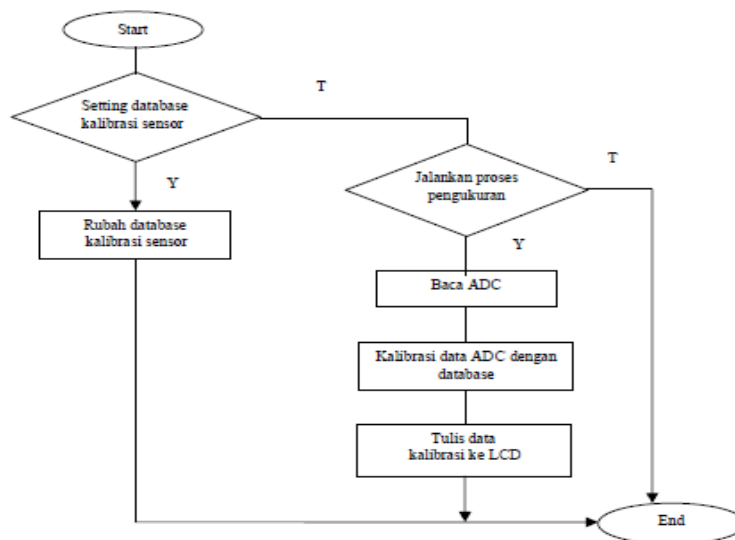 Start
T
Setting database
kalibrasi sensor
T
Jalankan proses
pengukuran
Y
Rubah database
kalibrasi sensor
Y
Baca ADC
Kalibrasi data ADC dengan
database
Tulis data
kalibrasi ke LCD
End